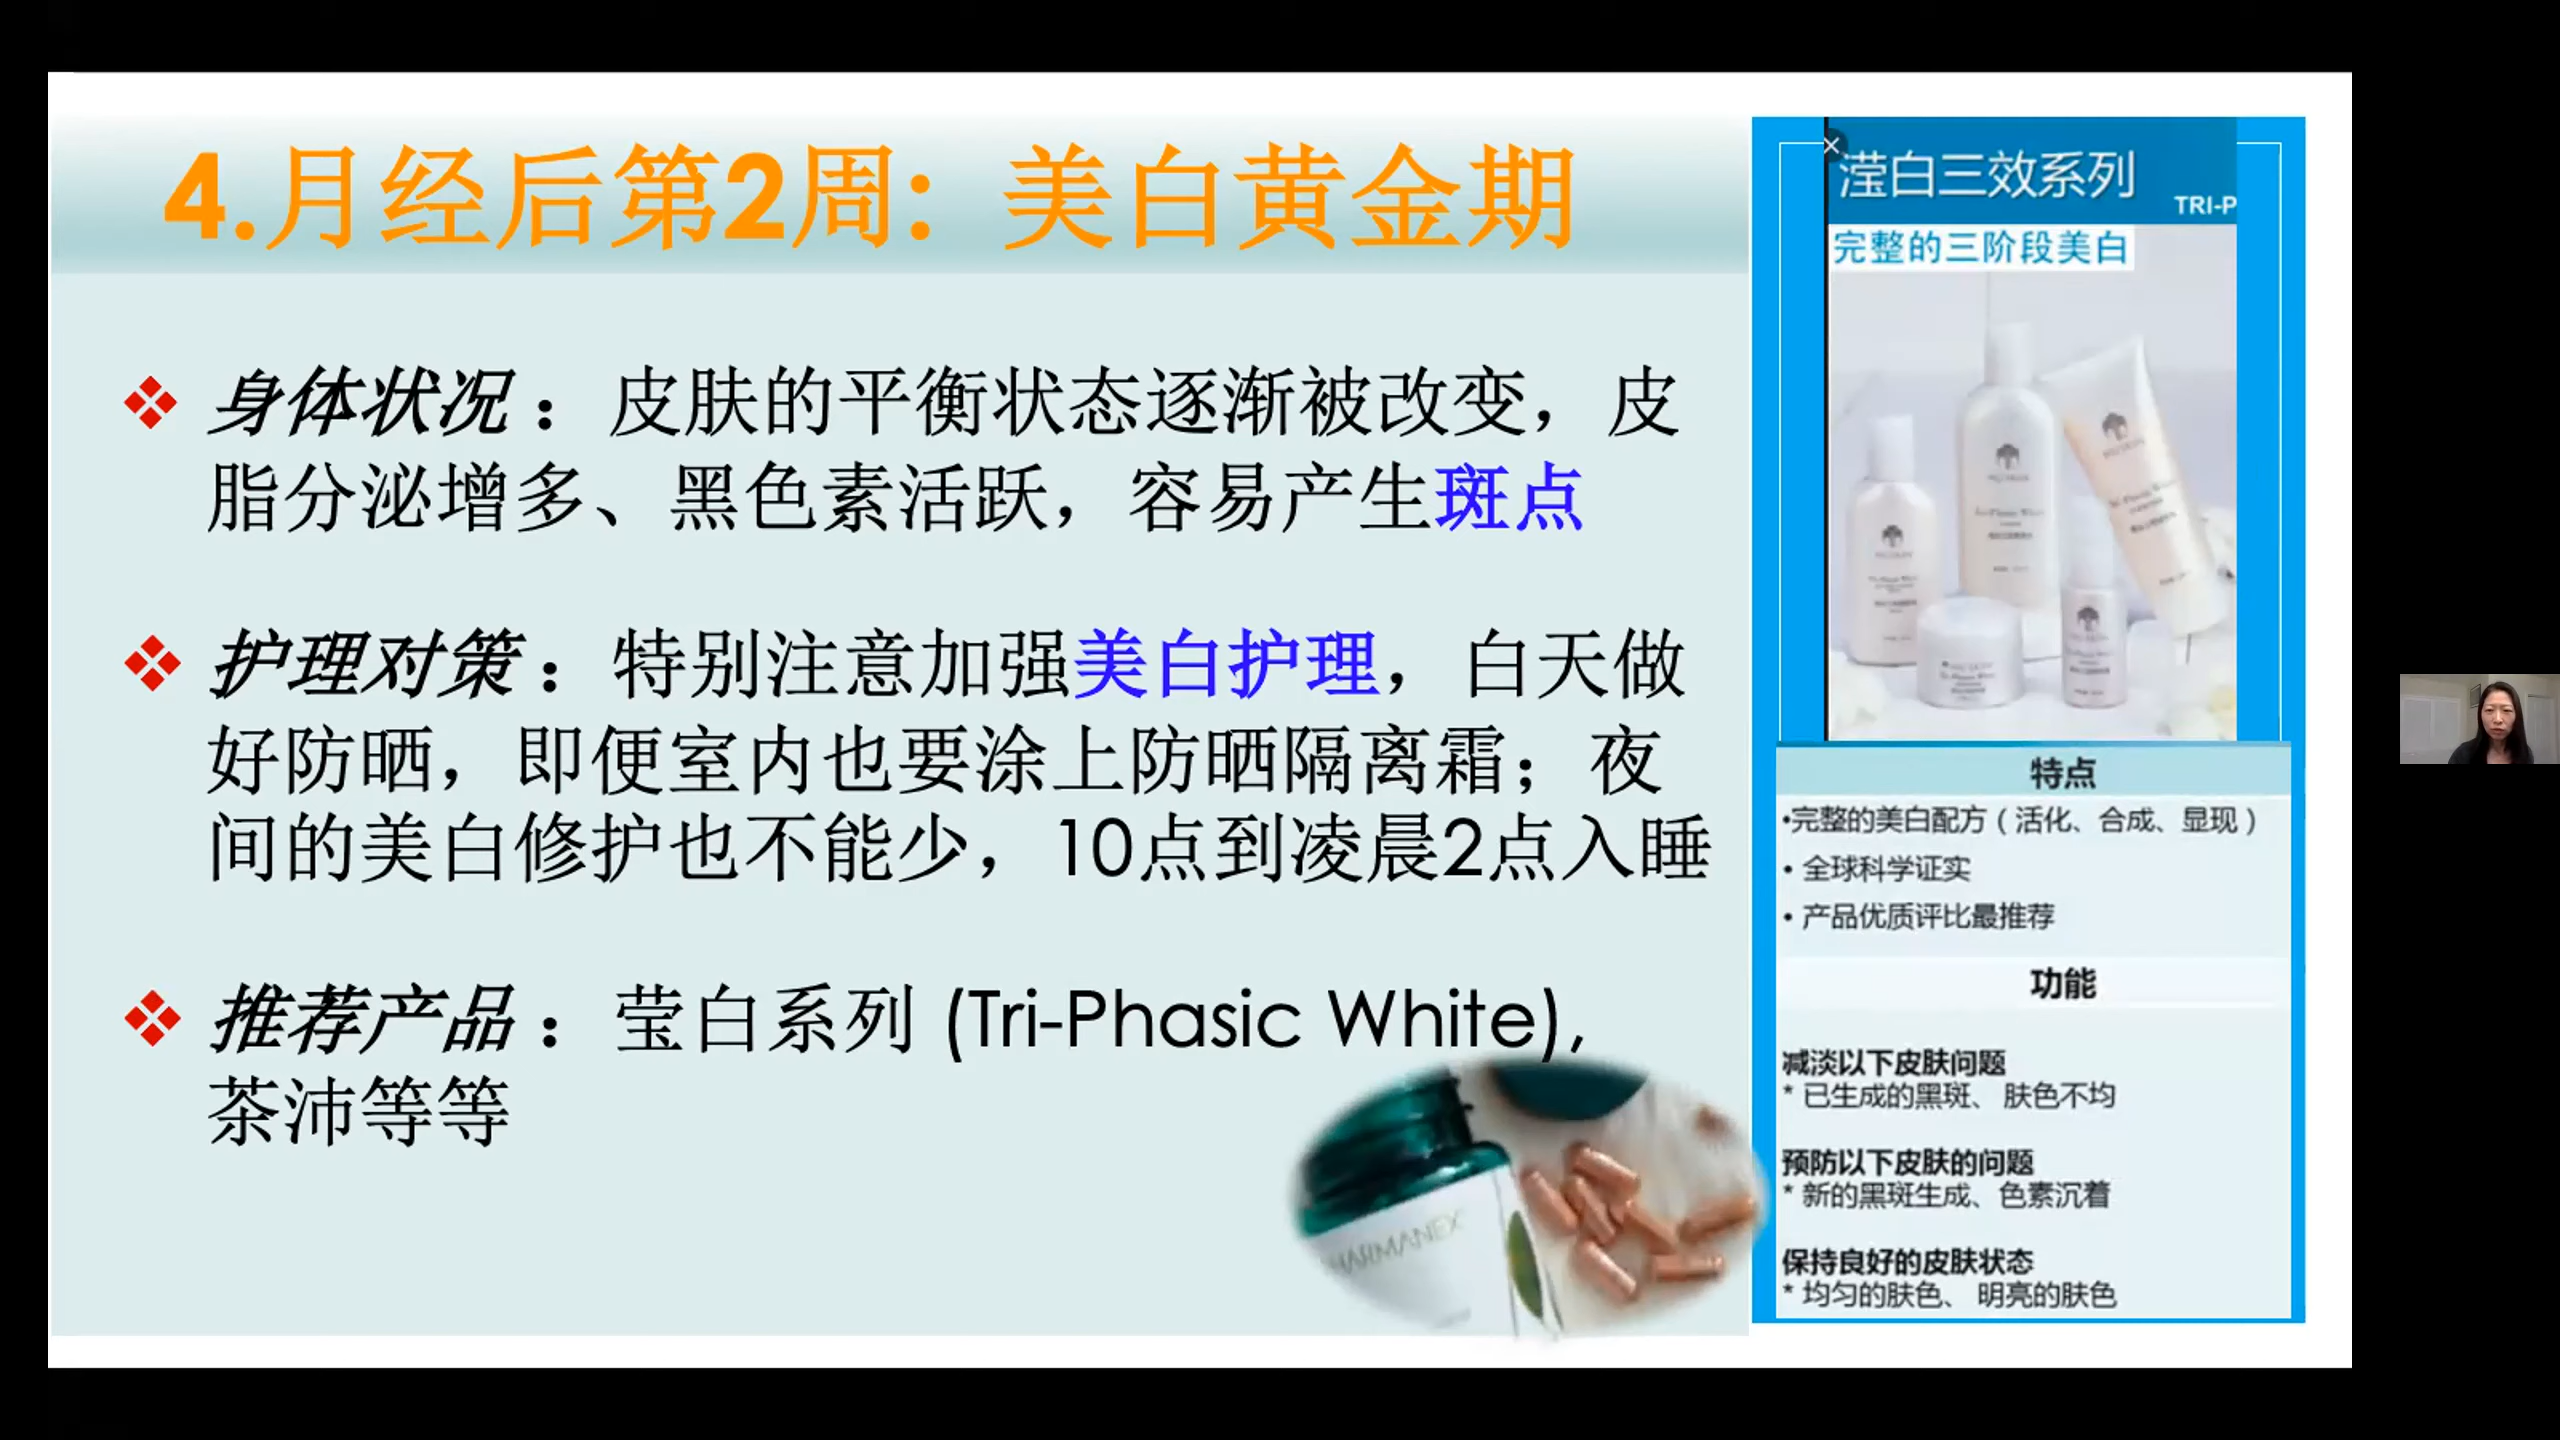 4.月经后第2周：美白黄金期
身体状况：皮肤的平衡状态逐渐被改变，皮
脂分泌增多、黑色素活跃，容易产生斑点
护理对策：特别注意加强美白护理，白天做
好防晒，即便室内也要涂上防晒隔离霜；夜
间的美白修护也不能少，10点到凌晨2点入睡
推荐产品：莹白系列 (Tri-Phasic White),
茶沛等等
HARMANEX
滢白三效系列
TRI-P
完整的三阶段美白
特点
•完整的美白配方（活化、合成、显现）
• 全球科学证实
• 产品优质评比最推荐
功能
减淡以下皮肤问题
* 已生成的黑斑、 肤色不均
预防以下皮肤的问题
* 新的黑斑生成、色素沉着
保持良好的皮肤状态
* 均匀的肤色、 明亮的肤色